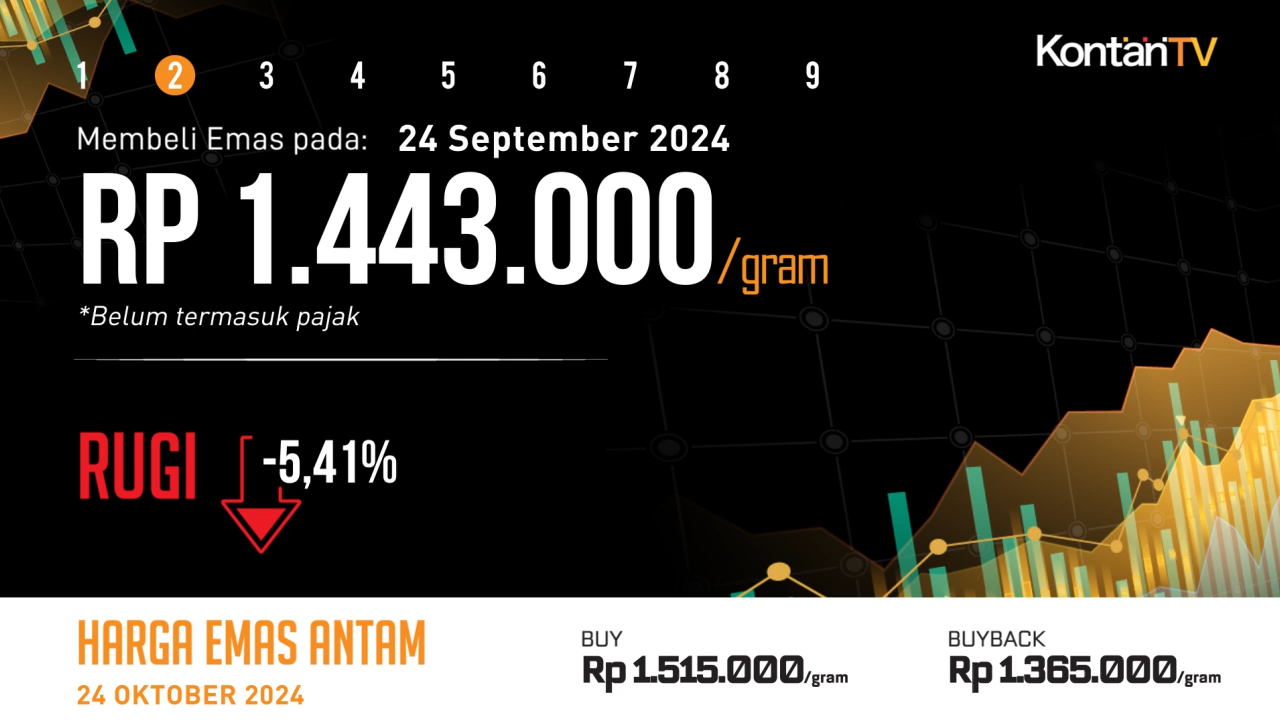 KontanTV
1 2 3 4 5 6 7 8 9
Membeli Emas pada: 24 September 2024
RP 1.443.000/gram
*Belum termasuk pajak
RUGI -5,41%
HARGA EMAS ANTAM
24 OKTOBER 2024
BUY
Rp 1.515.000/gram
BUYBACK
Rp 1.365.000/gram